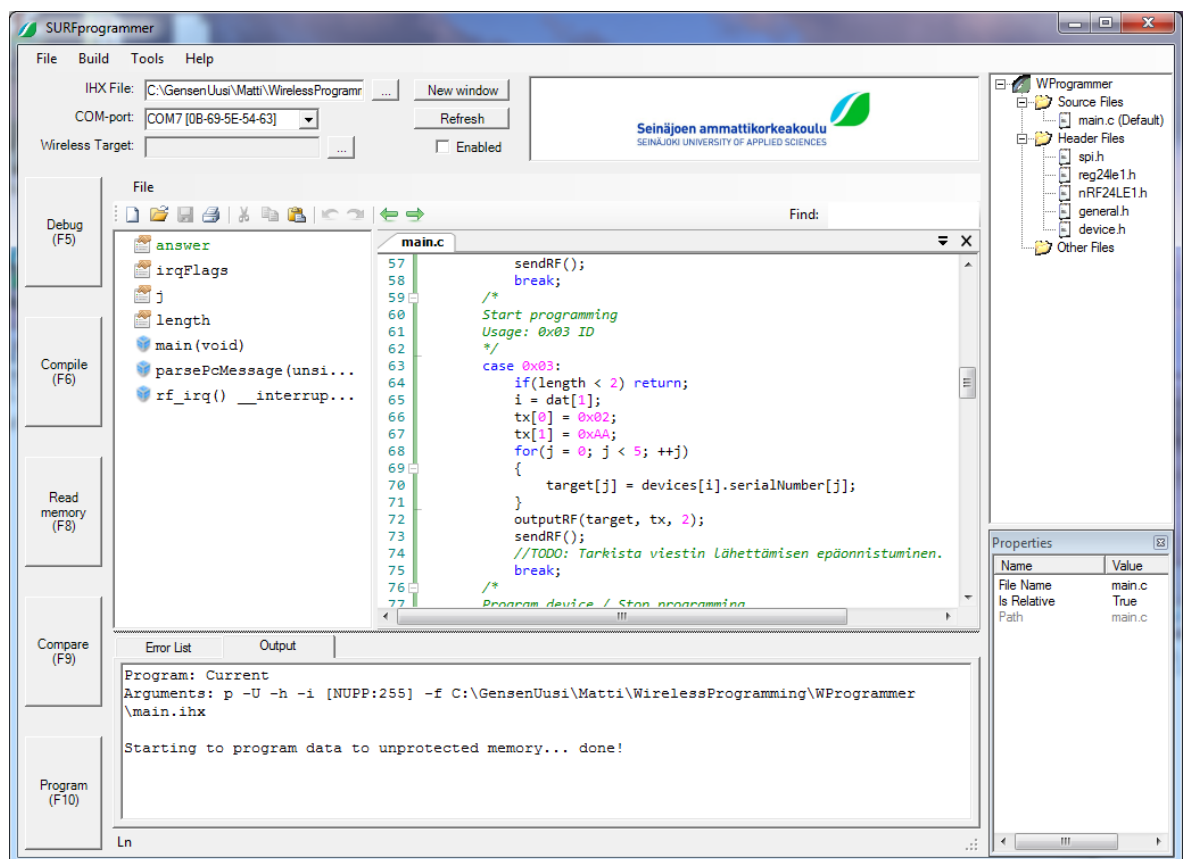 SURFprogrammer
File Build Tools Help
IHX File: C:\GensenUusi\Matti\WirelessProgramr ... New window
COM-port: COM7 [0B-69-5E-54-63] Refresh
Wireless Target: ... Enabled
Seinäjoen ammattikorkeakoulu
SEINÄJOKI UNIVERSITY OF APPLIED SCIENCES
Debug
(F5)
Compile
(F6)
Read
memory
(F8)
Compare
(F9)
Program
(F10)
File
Find:
answer
irqFlags
j
length
main(void)
parsePcMessage(unsi...
rf_irq() __interrup...
main.c
57 sendRF();
58 break;
59 /*
60 Start programming
61 Usage: 0x03 ID
62 */
63 case 0x03:
64 if(length < 2) return;
65 i = dat[1];
66 tx[0] = 0x02;
67 tx[1] = 0xAA;
68 for(j = 0; j < 5; ++j)
69 {
70 target[j] = devices[i].serialNumber[j];
71 }
72 outputRF(target, tx, 2);
73 sendRF();
74 //TODO: Tarkista viestin lähettämisen epäonnistuminen.
75 break;
76 /*
77 Program device / Stop programming
Error List Output
Program: Current
Arguments: p -U -h -i [NUPP:255] -f C:\GensenUusi\Matti\WirelessProgramming\WProgrammer
\main.ihx
Starting to program data to unprotected memory... done!
Ln
WProgrammer
Source Files
main.c (Default)
Header Files
spi.h
reg24le1.h
nRF24LE1.h
general.h
device.h
Other Files
Properties
Name Value
File Name main.c
Is Relative True
Path main.c